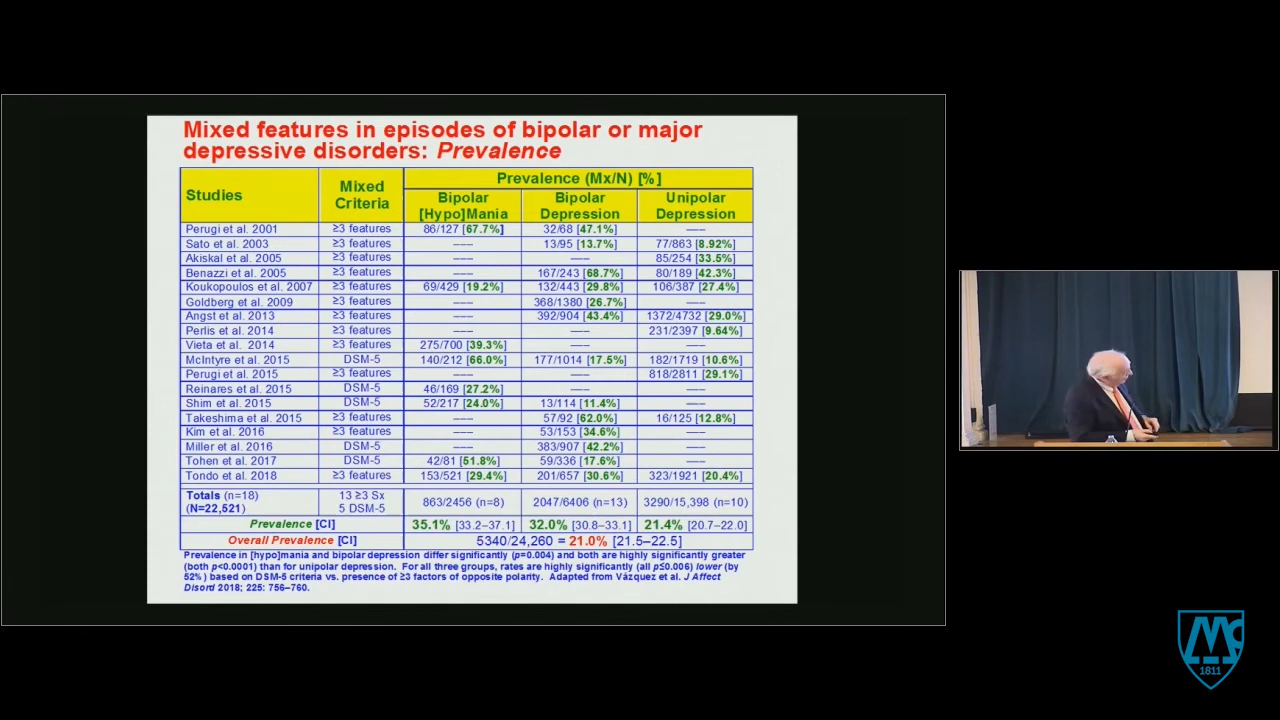 Mixed features in episodes of bipolar or major
depressive disorders: Prevalence
Studies Mixed Criteria Prevalence (Mx/N) [%]
Bipolar [Hypo]Mania Bipolar Depression Unipolar Depression
Perugi et al. 2001 ≥3 features 86/127 [67.7%] 32/68 [47.1%] –––
Sato et al. 2003 ≥3 features ––– 13/95 [13.7%] 77/863 [8.92%]
Akiskal et al. 2005 ≥3 features ––– ––– 85/254 [33.5%]
Benazzi et al. 2005 ≥3 features ––– 167/243 [68.7%] 80/189 [42.3%]
Koukopoulos et al. 2007 ≥3 features 69/429 [19.2%] 132/443 [29.8%] 106/387 [27.4%]
Goldberg et al. 2009 ≥3 features ––– 368/1380 [26.7%] –––
Angst et al. 2013 ≥3 features ––– 392/904 [43.4%] 1372/4732 [29.0%]
Perlis et al. 2014 ≥3 features ––– ––– 231/2397 [9.64%]
Vieta et al. 2014 ≥3 features 275/700 [39.3%] ––– –––
McIntyre et al. 2015 DSM-5 140/212 [66.0%] 177/1014 [17.5%] 182/1719 [10.6%]
Perugi et al. 2015 ≥3 features ––– ––– 818/2811 [29.1%]
Reinares et al. 2015 DSM-5 46/169 [27.2%] ––– –––
Shim et al. 2015 DSM-5 52/217 [24.0%] 13/114 [11.4%] –––
Takeshima et al. 2015 ≥3 features ––– 57/92 [62.0%] 16/125 [12.8%]
Kim et al. 2016 ≥3 features ––– 53/153 [34.6%] –––
Miller et al. 2016 DSM-5 ––– 383/907 [42.2%] –––
Tohen et al. 2017 DSM-5 42/81 [51.8%] 59/336 [17.6%] –––
Tondo et al. 2018 ≥3 features 153/521 [29.4%] 201/657 [30.6%] 323/1921 [20.4%]
Totals (n=18) 13 ≥3 Sx 863/2456 (n=8) 2047/6406 (n=13) 3290/15,398 (n=10)
(N=22,521) 5 DSM-5
Prevalence [CI] 35.1% [33.2–37.1] 32.0% [30.8–33.1] 21.4% [20.7–22.0]
Overall Prevalence [CI] 5340/24,260 = 21.0% [21.5–22.5]
Prevalence in [hypo]mania and bipolar depression differ significantly (p=0.004) and both are highly significantly greater
(both p<0.0001) than for unipolar depression. For all three groups, rates are highly significantly (all p≤0.006) lower (by
52%) based on DSM-5 criteria vs. presence of ≥3 factors of opposite polarity. Adapted from Vázquez et al. J Affect
Disord 2018; 225: 756–760.
1811